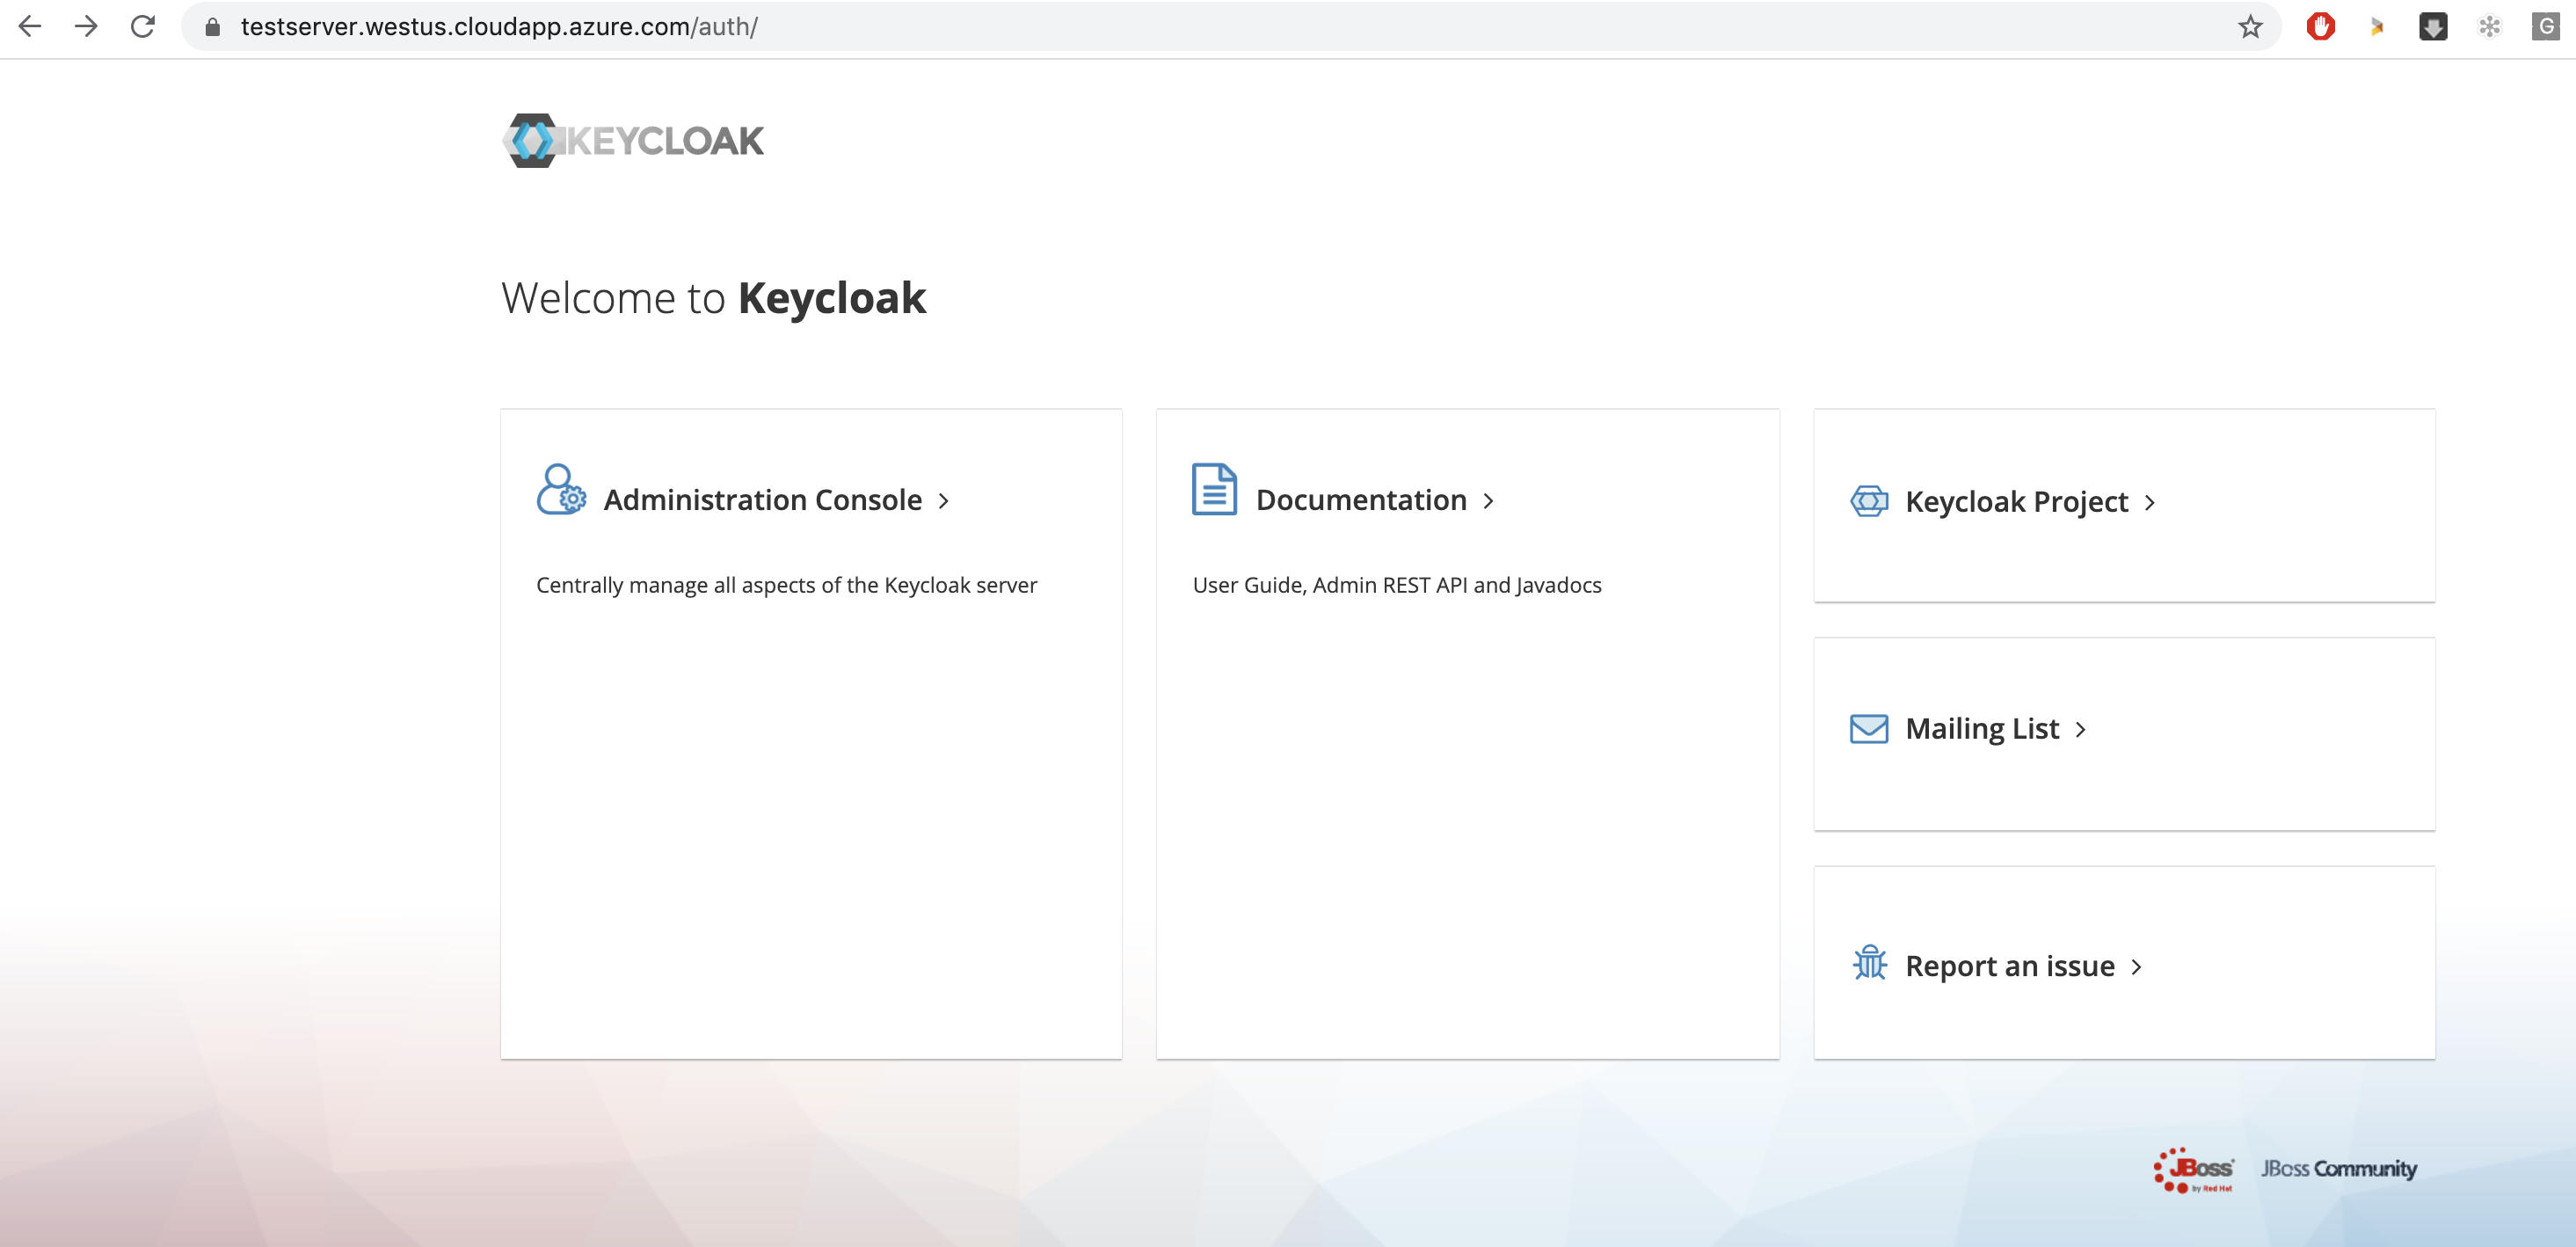 testserver.westus.cloudapp.azure.com/auth/
G
KEYCLOAK
Welcome to Keycloak
Administration Console
Centrally manage all aspects of the Keycloak server
Documentation
User Guide, Admin REST API and Javadocs
Keycloak Project
Mailing List
Report an issue
JBoss
by Red Hat
JBoss Community